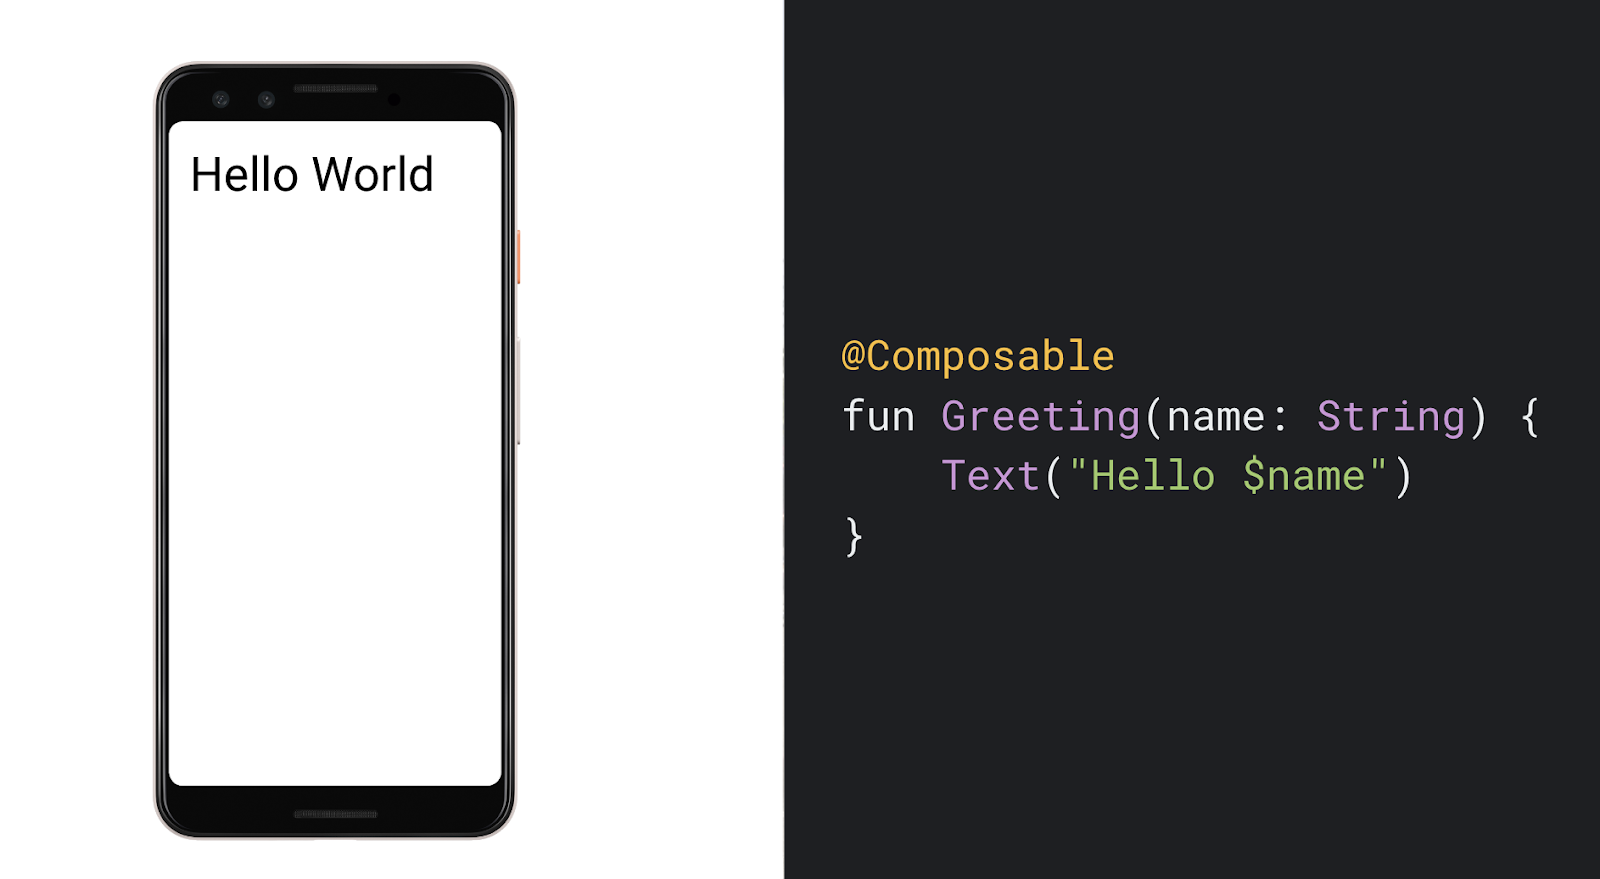 Hello World
@Composable
fun Greeting(name: String) {
    Text("Hello $name")
}